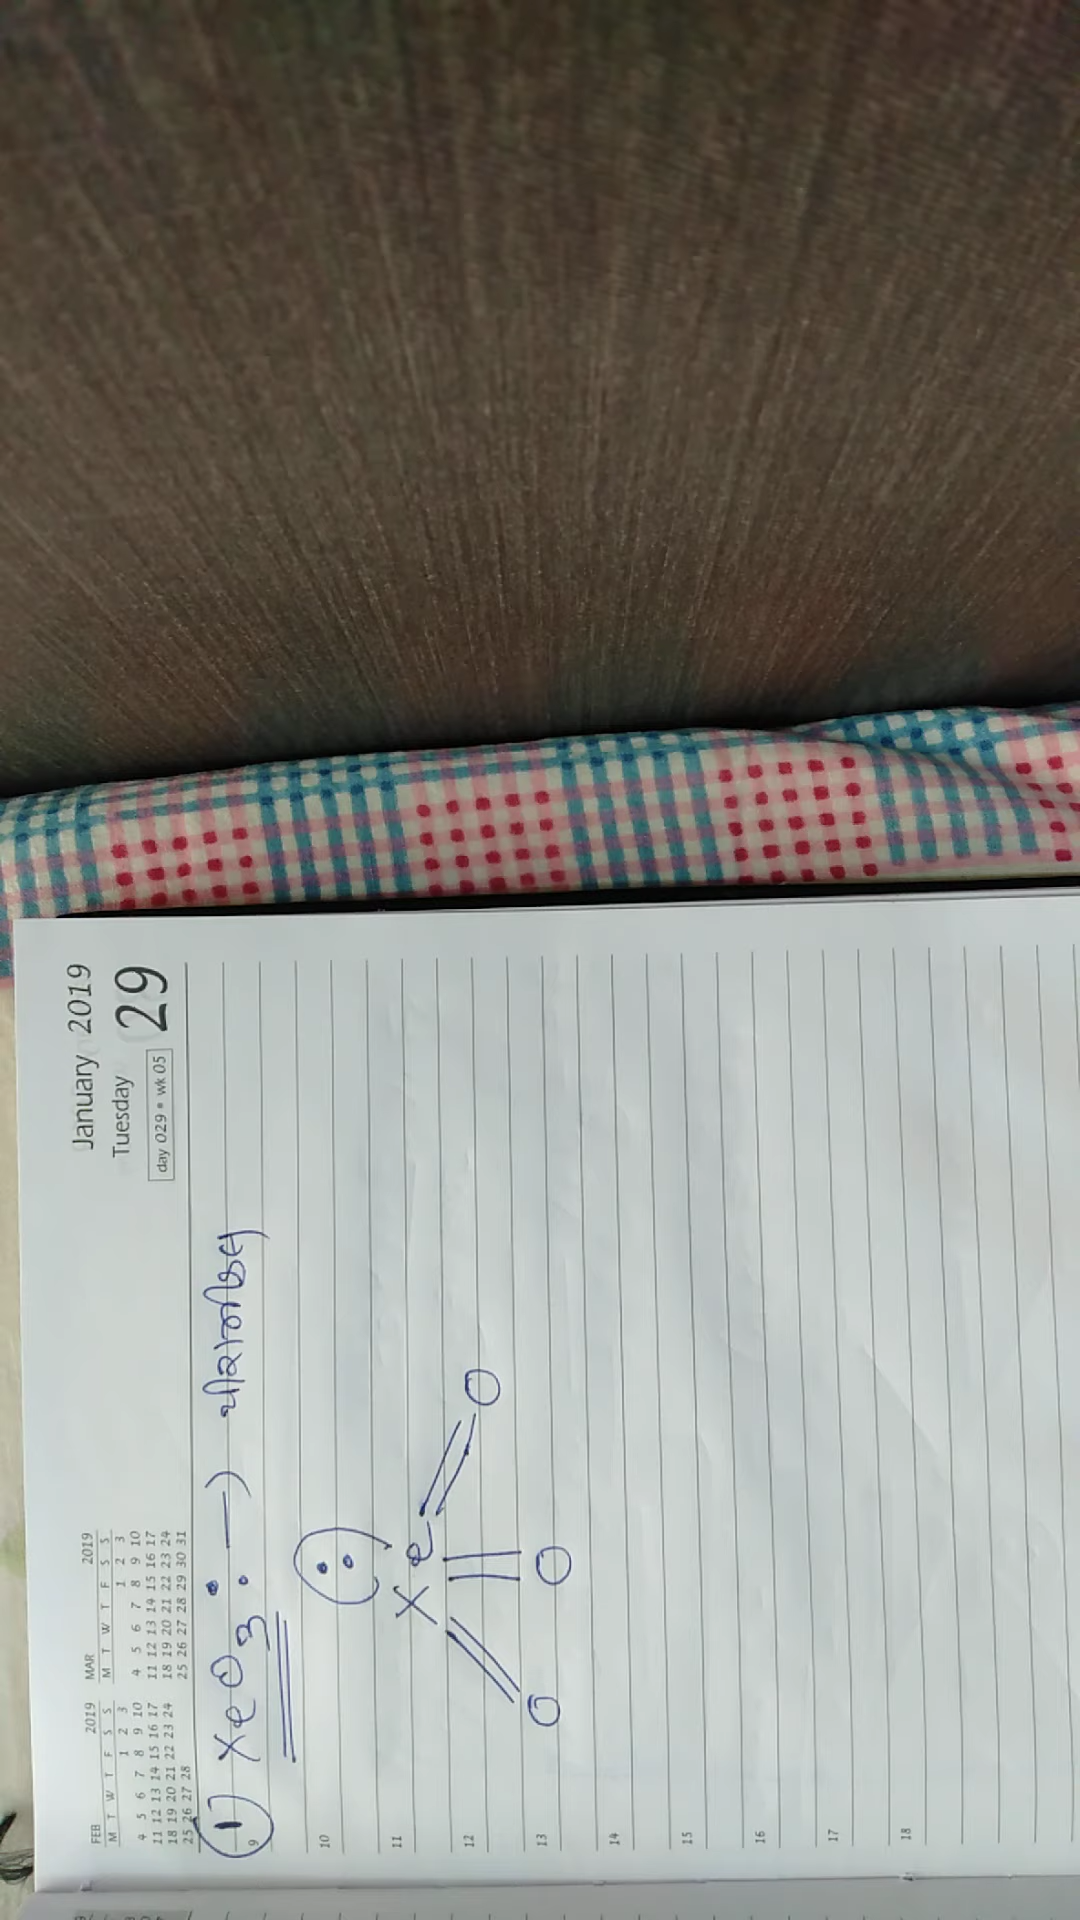 January 2019
Tuesday 29
day 029 • wk 05
FEB 2019
M T W T F S S
1 2 3
4 5 6 7 8 9 10
11 12 13 14 15 16 17
18 19 20 21 22 23 24
25 26 27 28
MAR 2019
M T W T F S S
1 2 3
4 5 6 7 8 9 10
11 12 13 14 15 16 17
18 19 20 21 22 23 24
25 26 27 28 29 30 31
① XeO₃ : →
9
10
:
11
Xe
12
O
13
O O
14
15
16
17
18